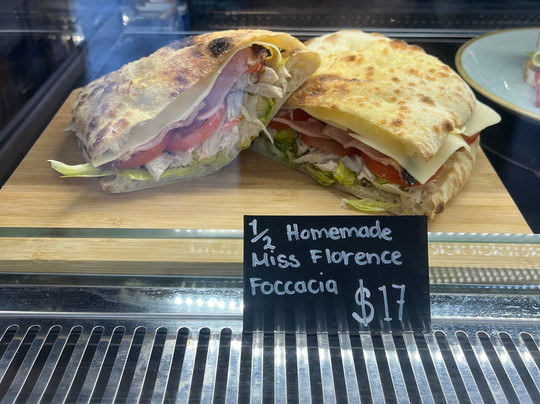 1/2 Homemade
Miss Florence
Foccacia $17